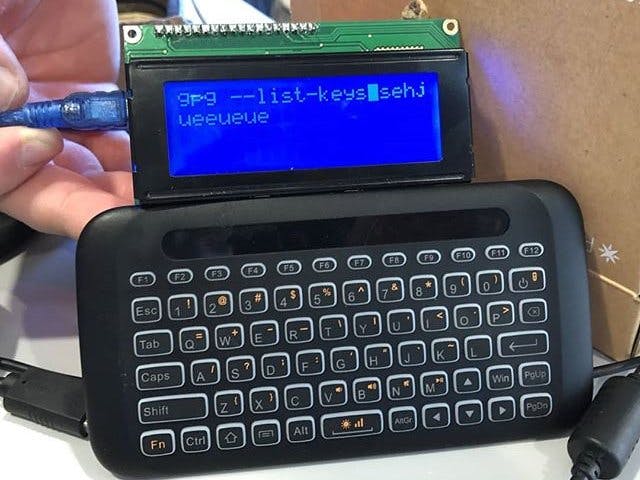 gpg --list-keys sehj
ueeueue
F1 F2 F3 F4 F5 F6 F7 F8 F9 F10 F11 F12
Esc 1 ! 2 @ 3 # 4 $ 5 % 6 ^ 7 & 8 * 9 ( 0 )
Tab Q = W + E - R T Y U I < O P >
Caps A / S ? D : F ; G H " J K ~ L
Shift Z { X } C V B N M Win PgUp
Fn Ctrl Alt AltGr PgDn